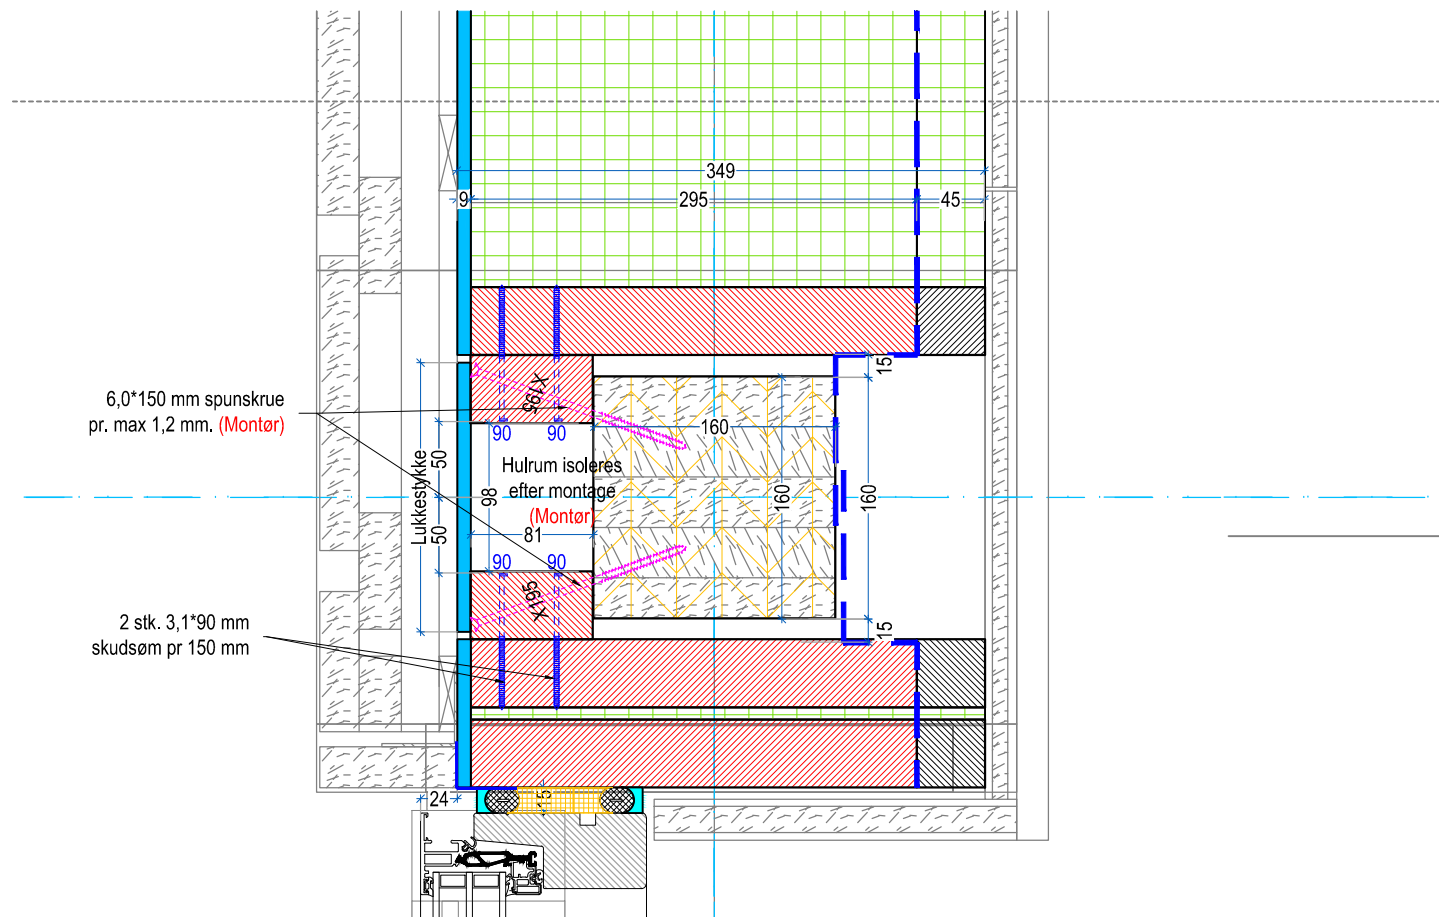 349
9
295
45
15
6,0*150 mm spunskrue
pr. max 1,2 mm. (Montør)
X195
90 90
160
Hulrum isoleres
efter montage
(Montør)
Lukkestykke
50
50
98
160
160
81
90 90
X195
2 stk. 3,1*90 mm
skudsøm pr 150 mm
15
24
15